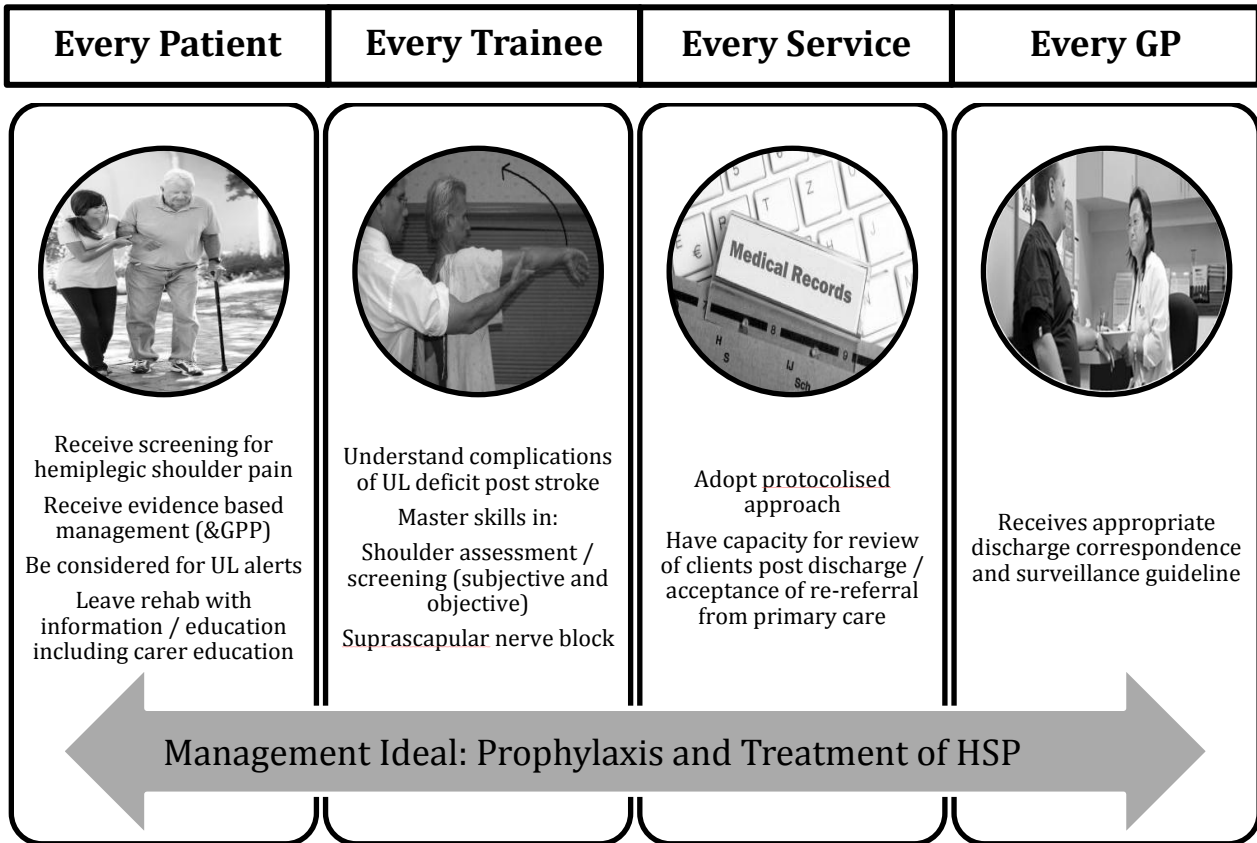 Every Patient
Every Trainee
Every Service
Every GP
Medical Records
Receive screening for
hemiplegic shoulder pain
Receive evidence based
management (&GPP)
Be considered for UL alerts
Leave rehab with
information / education
including carer education
Understand complications
of UL deficit post stroke
Master skills in:
Shoulder assessment /
screening (subjective and
objective)
Suprascapular nerve block
Adopt protocolised
approach
Have capacity for review
of clients post discharge /
acceptance of re-referral
from primary care
Receives appropriate
discharge correspondence
and surveillance guideline
Management Ideal: Prophylaxis and Treatment of HSP